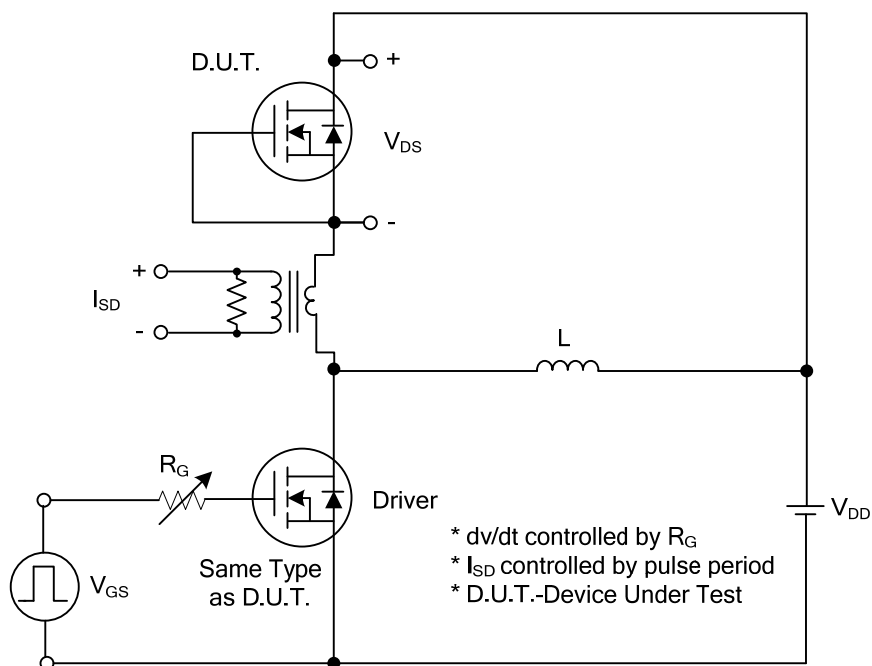 D.U.T.
+
VDS
-
+
ISD
-
L
RG
Driver
VDD
VGS
Same Type
as D.U.T.
* dv/dt controlled by RG
* ISD controlled by pulse period
* D.U.T.-Device Under Test